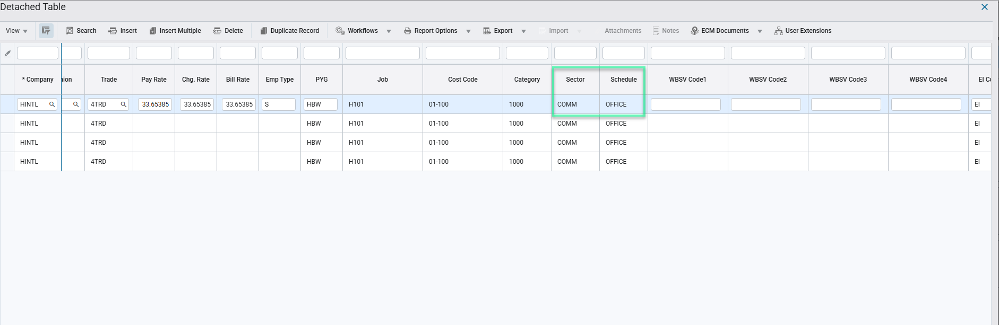 Detached Table
View Search Insert Insert Multiple Delete Duplicate Record Workflows Report Options Export Import Attachments Notes ECM Documents User Extensions
* Company nion Trade Pay Rate Chg. Rate Bill Rate Emp Type PYG Job Cost Code Category Sector Schedule WBSV Code1 WBSV Code2 WBSV Code3 WBSV Code4 EI Co
HINTL 4TRD 33.65385 33.65385 33.65385 S HBW H101 01-100 1000 COMM OFFICE EI
HINTL 4TRD HBW H101 01-100 1000 COMM OFFICE EI
HINTL 4TRD HBW H101 01-100 1000 COMM OFFICE EI
HINTL 4TRD HBW H101 01-100 1000 COMM OFFICE EI